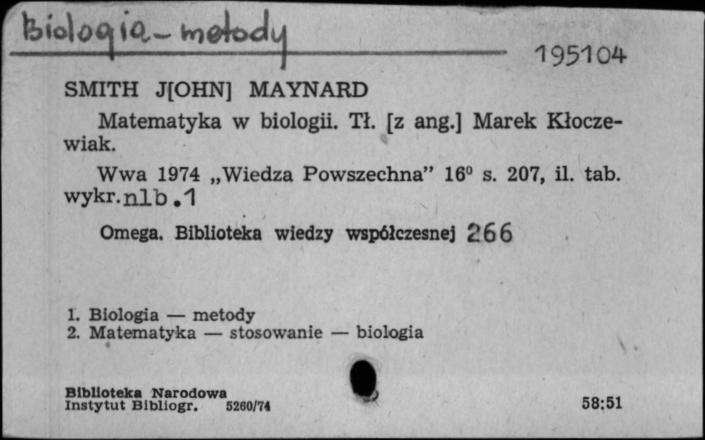 Biologia - metody
195104
SMITH J[OHN] MAYNARD
Matematyka w biologii. Tł. [z ang.] Marek Kłocze-
wiak.
Wwa 1974 „Wiedza Powszechna” 16⁰ s. 207, il. tab.
wykr. nlb.1
Omega. Biblioteka wiedzy współczesnej 266
1. Biologia — metody
2. Matematyka — stosowanie — biologia
Biblioteka Narodowa
Instytut Bibliogr. 5260/74
58:51